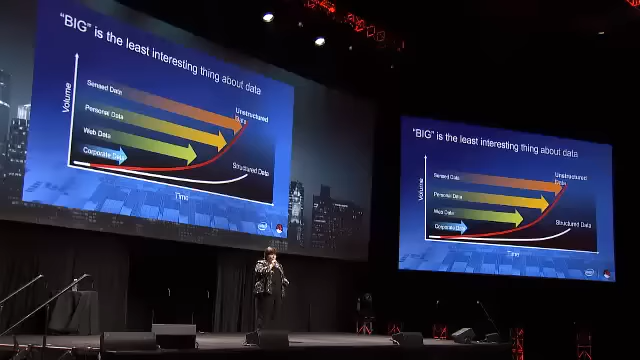 "BIG" is the least interesting thing about data
Volume
Sensed Data
Personal Data
Web Data
Corporate Data
Unstructured
Data
Structured Data
Time
intel
"BIG" is the least interesting thing about data
Volume
Sensed Data
Personal Data
Web Data
Corporate Data
Unstructured
Data
Structured Data
Time
intel